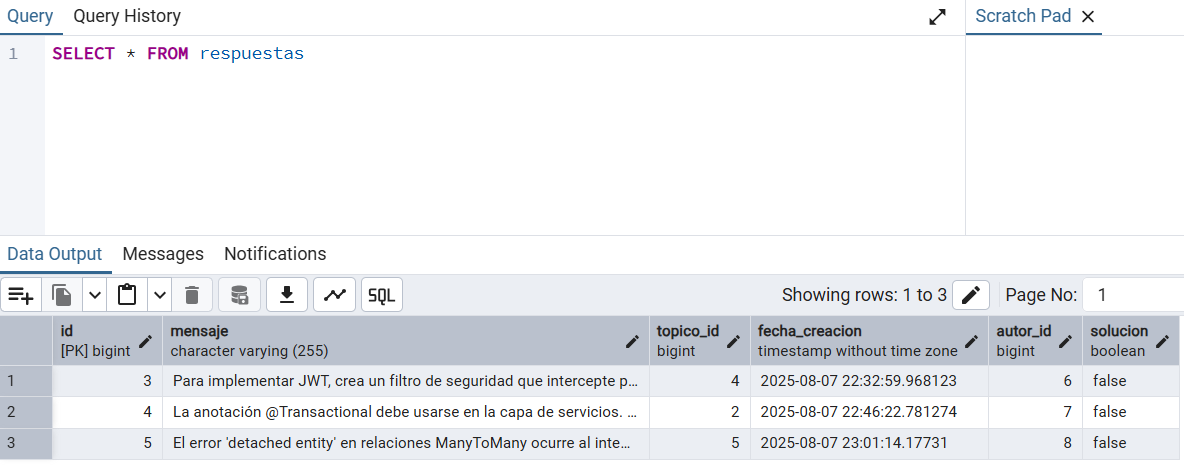 Query Query History Scratch Pad
1 SELECT * FROM respuestas
Data Output Messages Notifications
SQL Showing rows: 1 to 3 Page No: 1
id mensaje topico_id fecha_creacion autor_id solucion
[PK] bigint character varying (255) bigint timestamp without time zone bigint boolean
1 3 Para implementar JWT, crea un filtro de seguridad que intercepte p... 4 2025-08-07 22:32:59.968123 6 false
2 4 La anotación @Transactional debe usarse en la capa de servicios. ... 2 2025-08-07 22:46:22.781274 7 false
3 5 El error 'detached entity' en relaciones ManyToMany ocurre al inte... 5 2025-08-07 23:01:14.17731 8 false